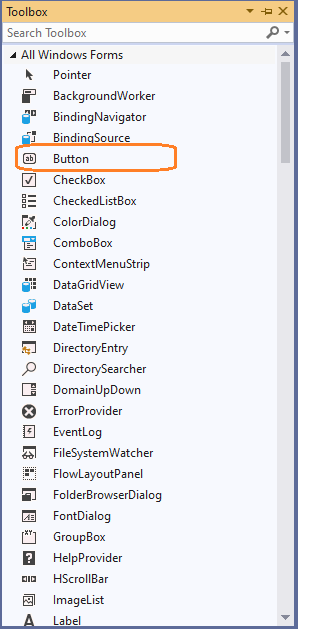 Toolbox
Search Toolbox
All Windows Forms
Pointer
BackgroundWorker
BindingNavigator
BindingSource
ab Button
CheckBox
CheckedListBox
ColorDialog
ComboBox
ContextMenuStrip
DataGridView
DataSet
DateTimePicker
DirectoryEntry
DirectorySearcher
DomainUpDown
ErrorProvider
EventLog
FileSystemWatcher
FlowLayoutPanel
FolderBrowserDialog
FontDialog
GroupBox
HelpProvider
HScrollBar
ImageList
Label